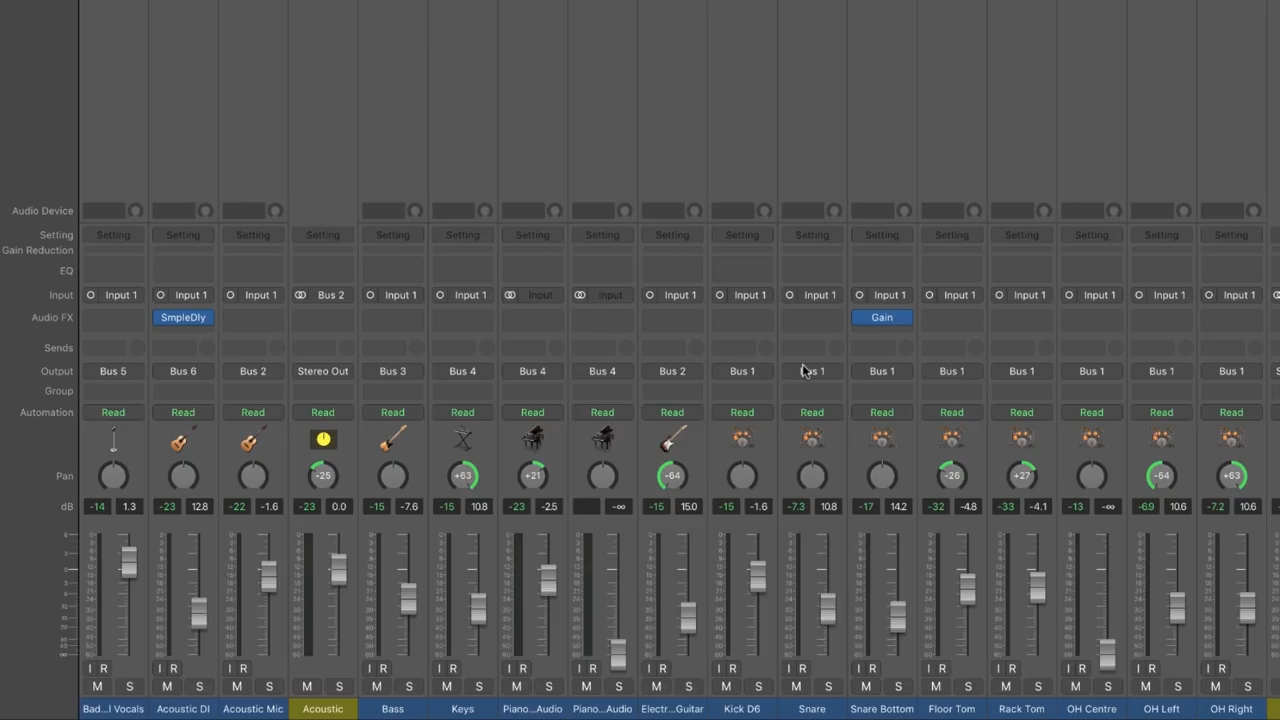 Audio Device
Setting Setting Setting Setting Setting Setting Setting Setting Setting Setting Setting Setting Setting Setting Setting Setting Setting Setting
Gain Reduction
EQ
Input Input 1 Input 1 Input 1 Bus 2 Input 1 Input 1 Input Input Input 1 Input 1 Input 1 Input 1 Input 1 Input 1 Input 1 Input 1 Input 1
Audio FX SmpleDly Gain
Sends
Output Bus 5 Bus 6 Bus 2 Stereo Out Bus 3 Bus 4 Bus 4 Bus 4 Bus 2 Bus 1 s 1 Bus 1 Bus 1 Bus 1 Bus 1 Bus 1 Bus 1
Group
Automation Read Read Read Read Read Read Read Read Read Read Read Read Read Read Read Read Read
Pan -25 +63 +21 -64 -26 +27 -64 +63
dB -14 1.3 -23 12.8 -22 -1.6 -23 0.0 -15 -7.6 -15 10.8 -23 -2.5 -∞ -15 15.0 -15 -1.6 -7.3 10.8 -17 14.2 -32 -4.8 -33 -4.1 -13 -∞ -6.9 10.6 -7.2 10.6
I R I R I R I R I R I R I R I R I R I R I R I R I R I R I R I R
M S M S M S M S M S M S M S M S M S M S M S M S M S M S M S M S M S
Bad...l Vocals Acoustic DI Acoustic Mic Acoustic Bass Keys Piano...Audio Piano...Audio Electr...Guitar Kick D6 Snare Snare Bottom Floor Tom Rack Tom OH Centre OH Left OH Right